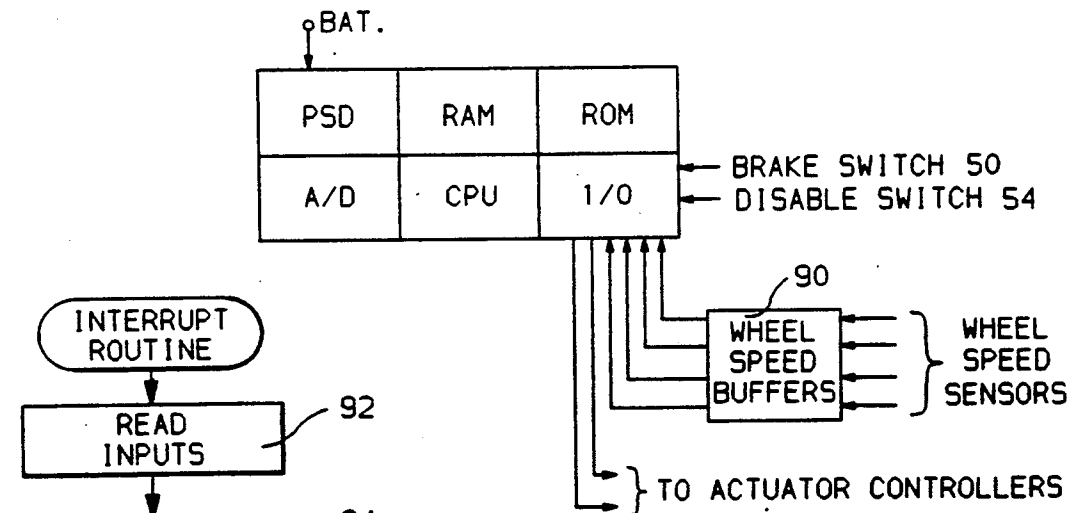 BAT.
PSD RAM ROM
A/D CPU 1/0
BRAKE SWITCH 50
DISABLE SWITCH 54
90
WHEEL
SPEED
BUFFERS
WHEEL
SPEED
SENSORS
INTERRUPT
ROUTINE
92
READ
INPUTS
TO ACTUATOR CONTROLLERS